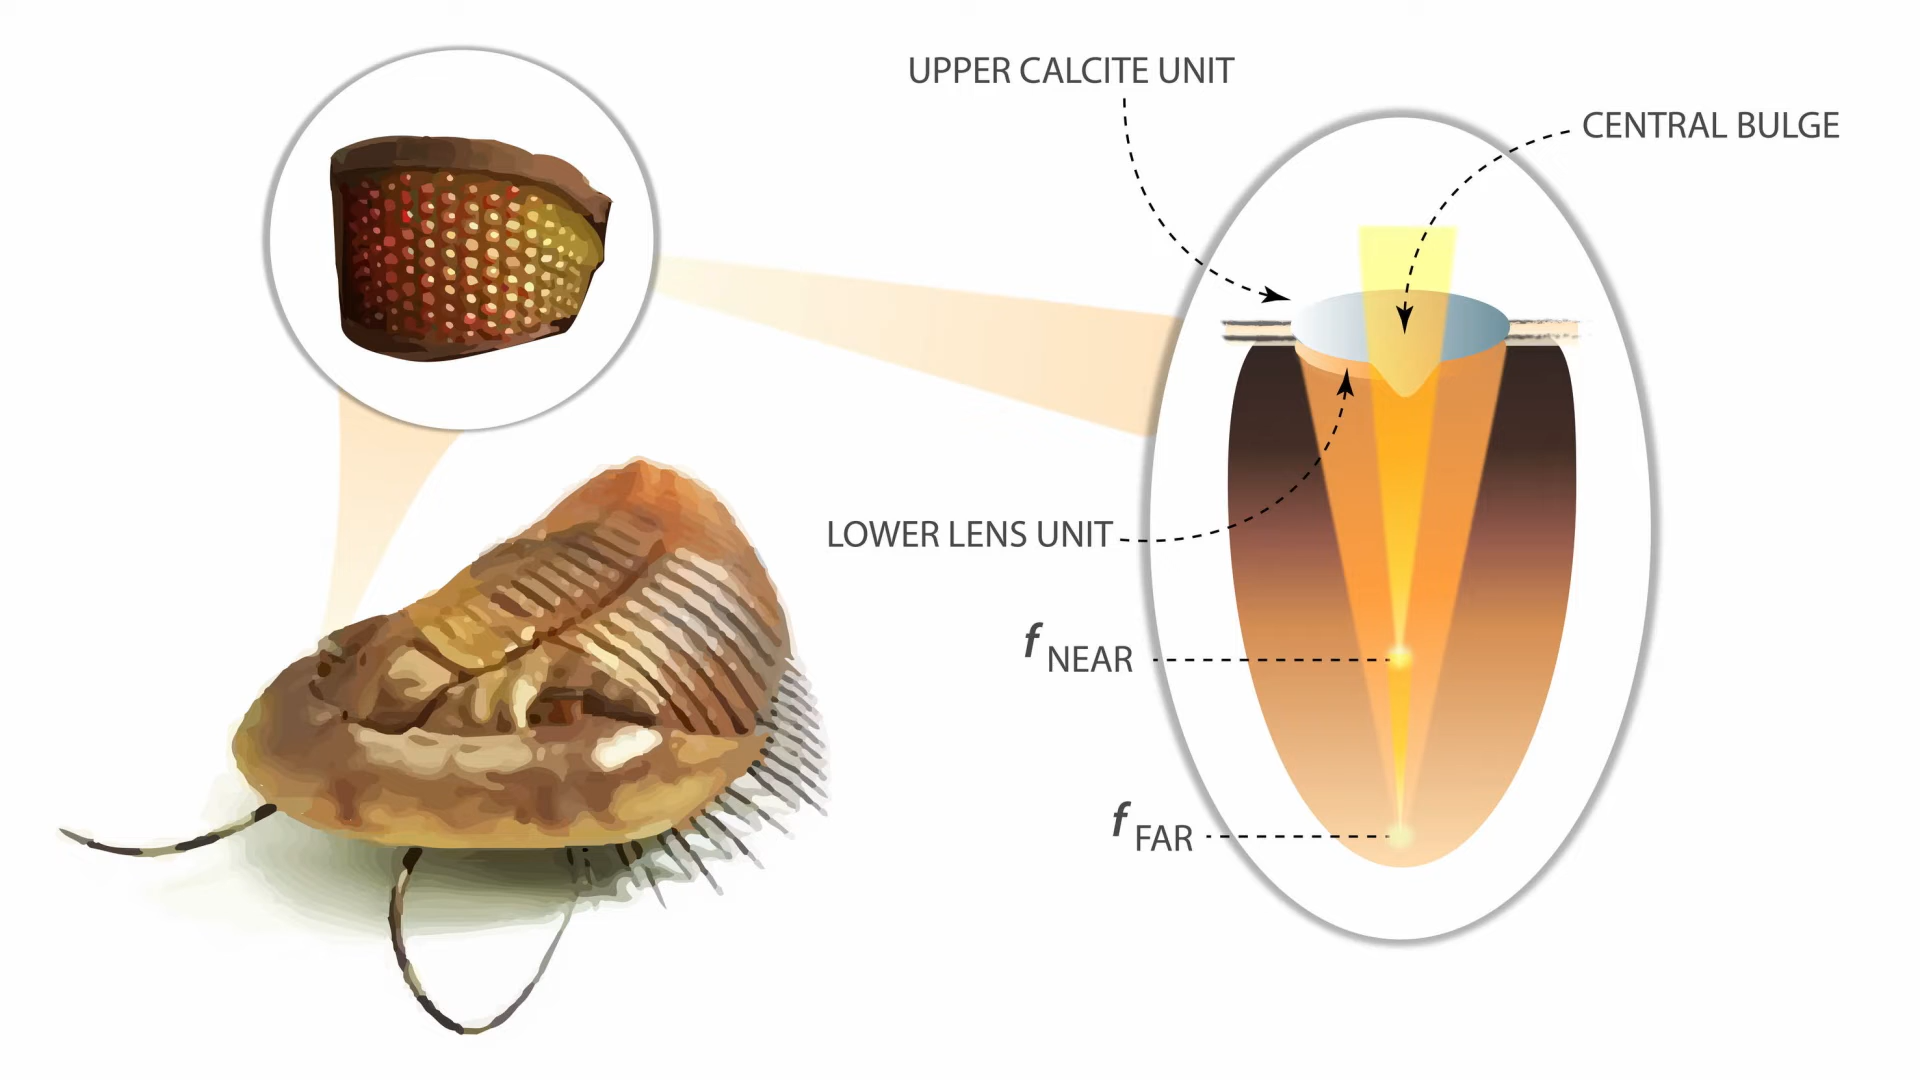 UPPER CALCITE UNIT
CENTRAL BULGE
LOWER LENS UNIT
f NEAR
f FAR